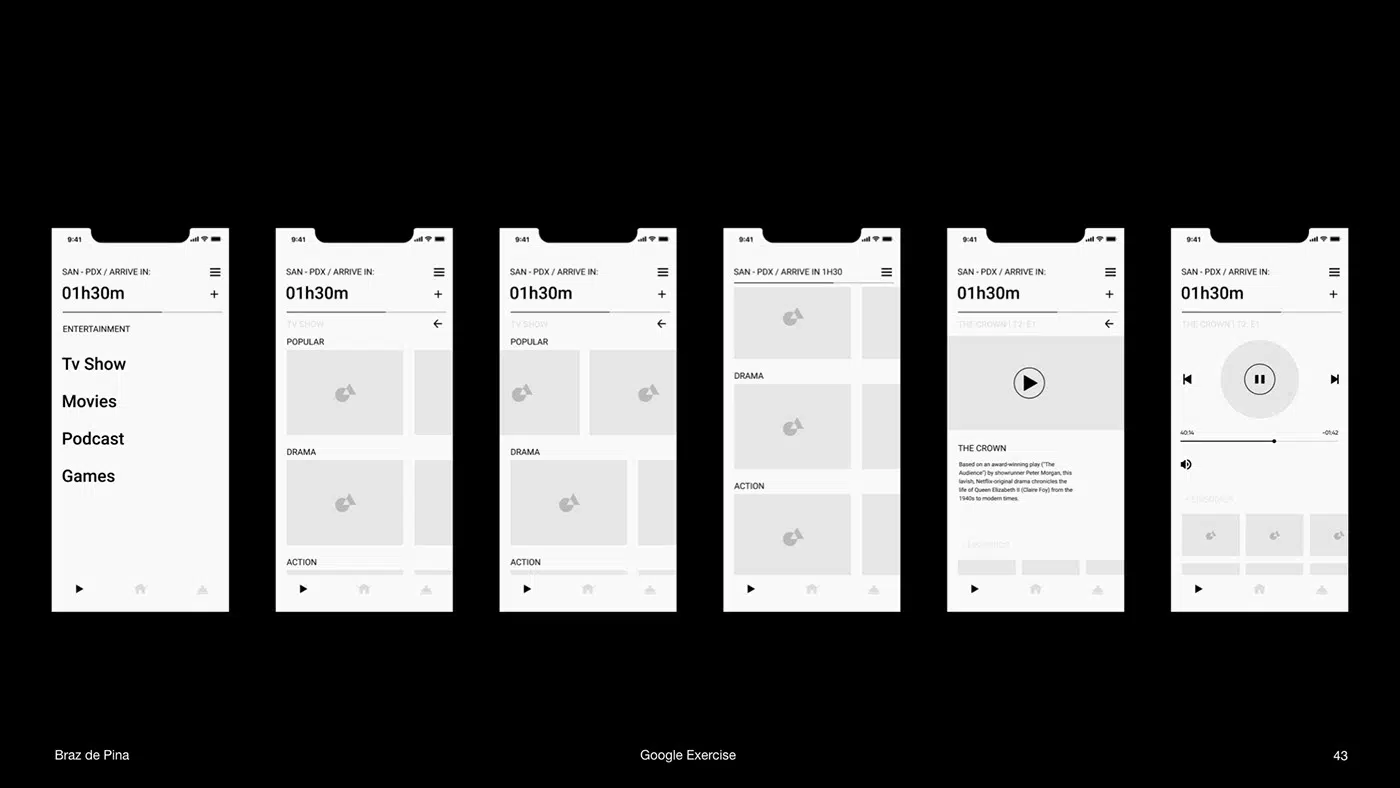 9:41
SAN - PDX / ARRIVE IN:
01h30m
ENTERTAINMENT
Tv Show
Movies
Podcast
Games
9:41
SAN - PDX / ARRIVE IN:
01h30m
TV SHOW
POPULAR
DRAMA
ACTION
9:41
SAN - PDX / ARRIVE IN:
01h30m
TV SHOW
POPULAR
DRAMA
ACTION
9:41
SAN - PDX / ARRIVE IN 1H30
DRAMA
ACTION
9:41
SAN - PDX / ARRIVE IN:
01h30m
THE CROWN | T2: E1
THE CROWN
Based on an award-winning play ("The
Audience") by showrunner Peter Morgan, this
lavish, Netflix-original drama chronicles the
life of Queen Elizabeth II (Claire Foy) from the
1940s to modern times.
9:41
SAN - PDX / ARRIVE IN:
01h30m
THE CROWN | T2: E1
40:14
-01:42
Braz de Pina
Google Exercise
43